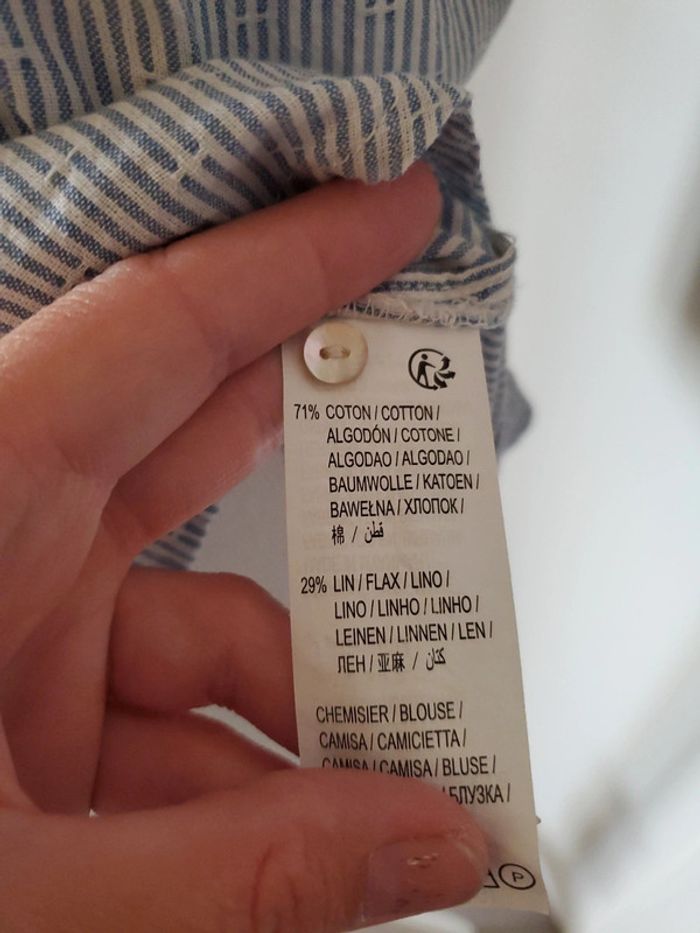 71% COTON / COTTON /
ALGODÓN / COTONE /
ALGODAO / ALGODAO /
BAUMWOLLE / KATOEN /
BAWEŁNA / ХЛОПОК /
棉 / قطن
29% LIN / FLAX / LINO /
LINO / LINHO / LINHO /
LEINEN / LINNEN / LEN /
ЛЕН / 亚麻 / كتان
CHEMISIER / BLOUSE /
CAMISA / CAMICIETTA /
CAMISA / CAMISA / BLUSE /
/ БЛУЗКА /
P